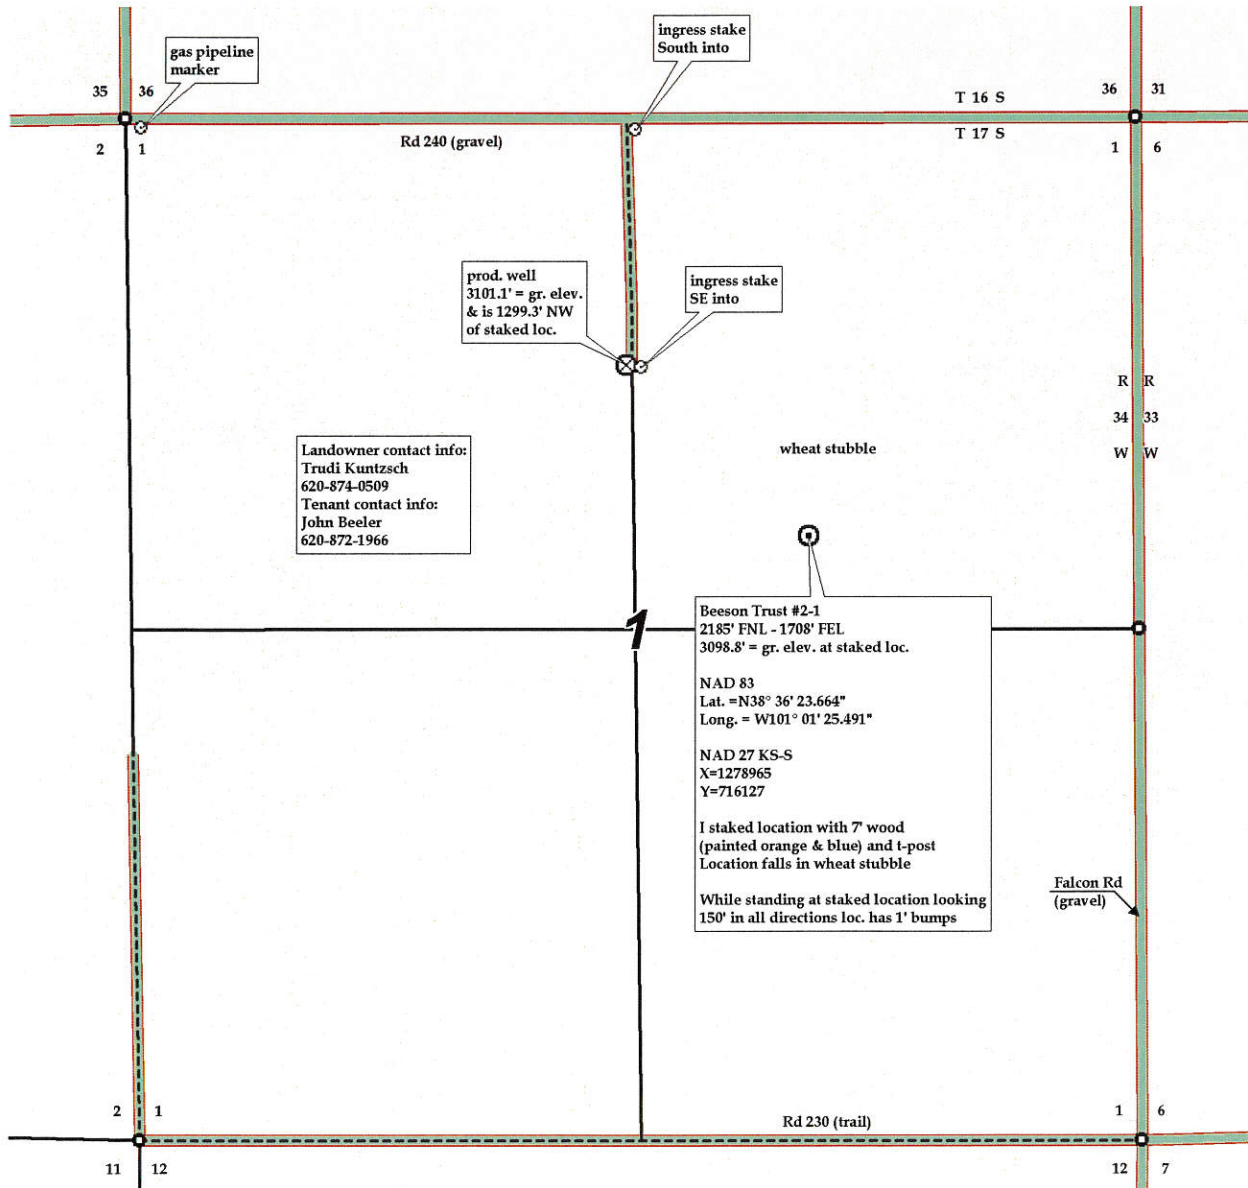 gas pipeline
marker
ingress stake
South into
35 36
36 31
T 16 S
T 17 S
Rd 240 (gravel)
2 1
1 6
prod. well
3101.1' = gr. elev.
& is 1299.3' NW
of staked loc.
ingress stake
SE into
R R
34 33
W W
wheat stubble
Landowner contact info:
Trudi Kuntzsch
620-874-0509
Tenant contact info:
John Beeler
620-872-1966
1
Beeson Trust #2-1
2185' FNL - 1708' FEL
3098.8' = gr. elev. at staked loc.
NAD 83
Lat. =N38° 36' 23.664"
Long. = W101° 01' 25.491"
NAD 27 KS-S
X=1278965
Y=716127
I staked location with 7' wood
(painted orange & blue) and t-post
Location falls in wheat stubble
While standing at staked location looking
150' in all directions loc. has 1' bumps
Falcon Rd
(gravel)
2 1
1 6
Rd 230 (trail)
11 12
12 7